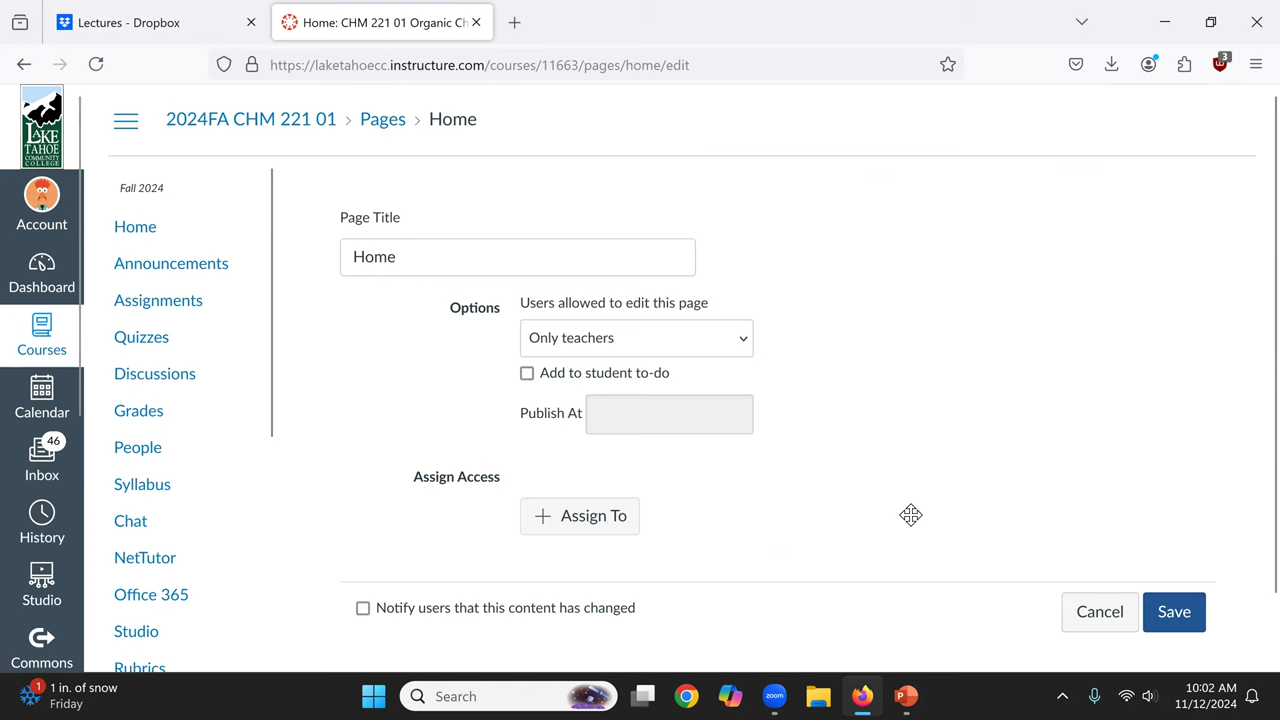 Lectures - Dropbox
Home: CHM 221 01 Organic Ch
https://laketahoecc.instructure.com/courses/11663/pages/home/edit
3
LAKE
TAHOE
COMMUNITY
COLLEGE
2024FA CHM 221 01 › Pages › Home
Account
Dashboard
Courses
Calendar
46
Inbox
History
Studio
Commons
Fall 2024
Home
Announcements
Assignments
Quizzes
Discussions
Grades
People
Syllabus
Chat
NetTutor
Office 365
Studio
Rubrics
Page Title
Home
Options
Users allowed to edit this page
Only teachers
Add to student to-do
Publish At
Assign Access
Assign To
Notify users that this content has changed
Cancel
Save
1
1 in. of snow
Friday
Search
zoom
10:02 AM
11/12/2024